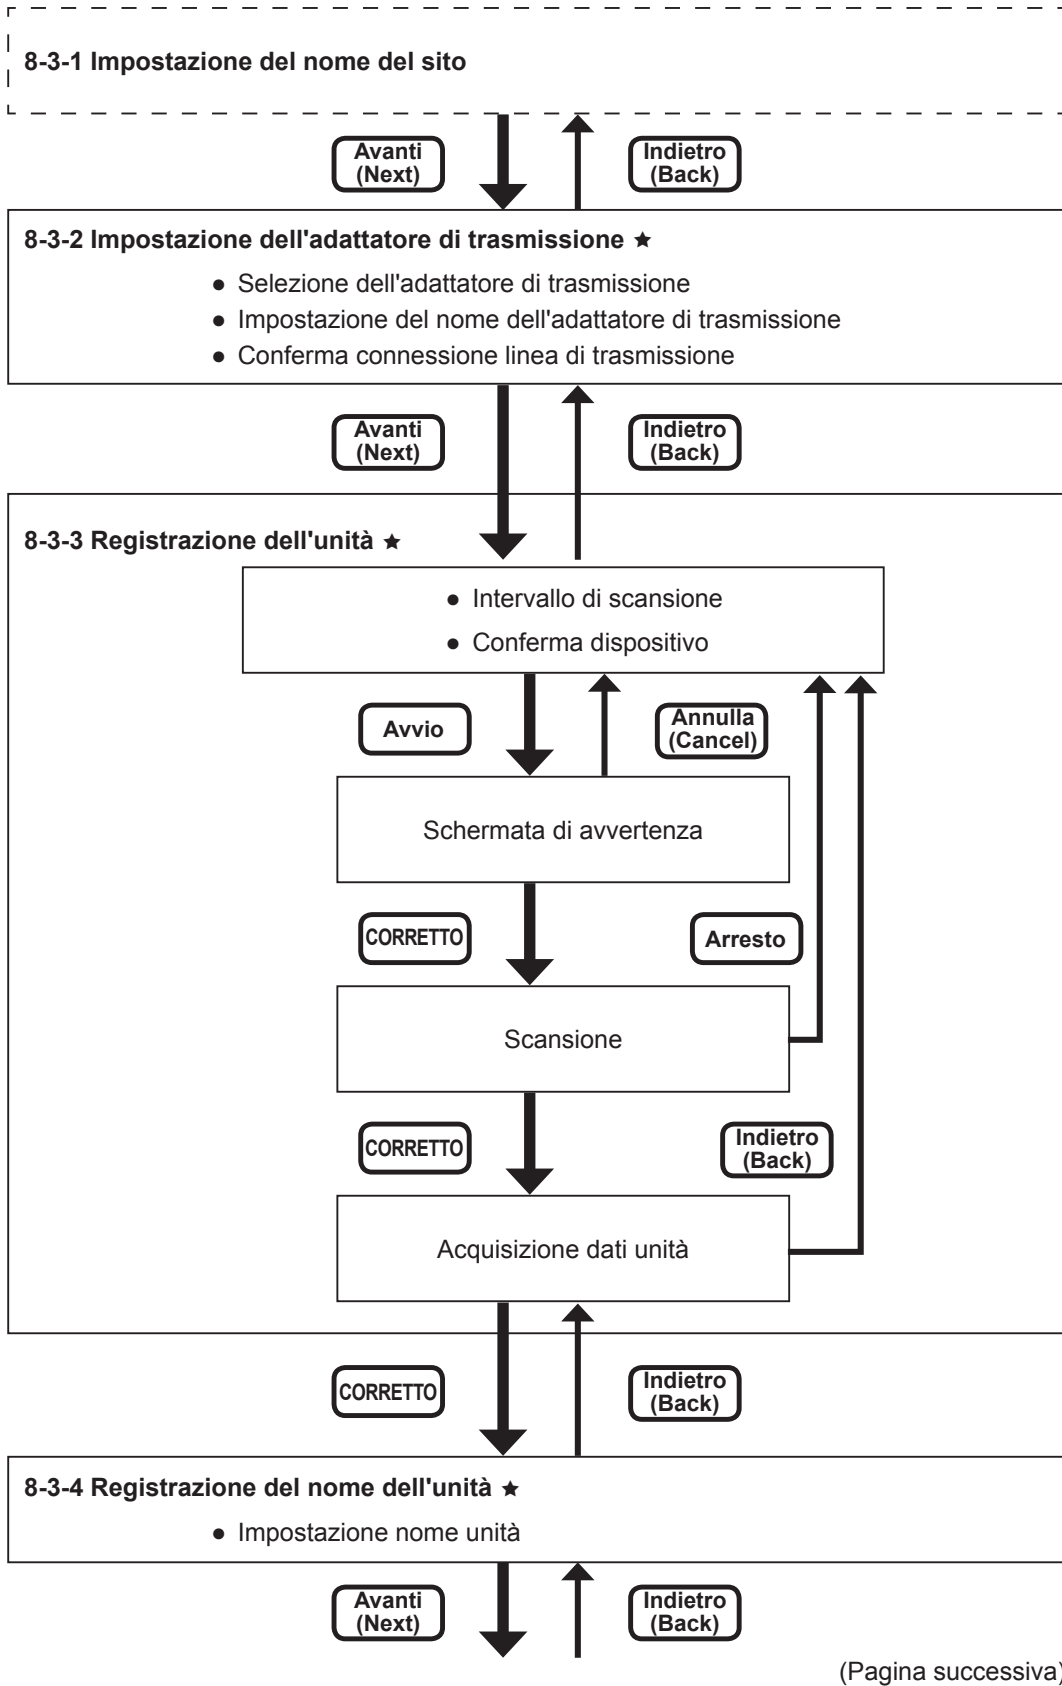 8-3-1 Impostazione del nome del sito
Avanti
(Next)
Indietro
(Back)
8-3-2 Impostazione dell'adattatore di trasmissione ★
● Selezione dell'adattatore di trasmissione
● Impostazione del nome dell'adattatore di trasmissione
● Conferma connessione linea di trasmissione
Avanti
(Next)
Indietro
(Back)
8-3-3 Registrazione dell'unità ★
● Intervallo di scansione
● Conferma dispositivo
Avvio
Annulla
(Cancel)
Schermata di avvertenza
CORRETTO
Arresto
Scansione
CORRETTO
Indietro
(Back)
Acquisizione dati unità
CORRETTO
Indietro
(Back)
8-3-4 Registrazione del nome dell'unità ★
● Impostazione nome unità
Avanti
(Next)
Indietro
(Back)
(Pagina successiva)